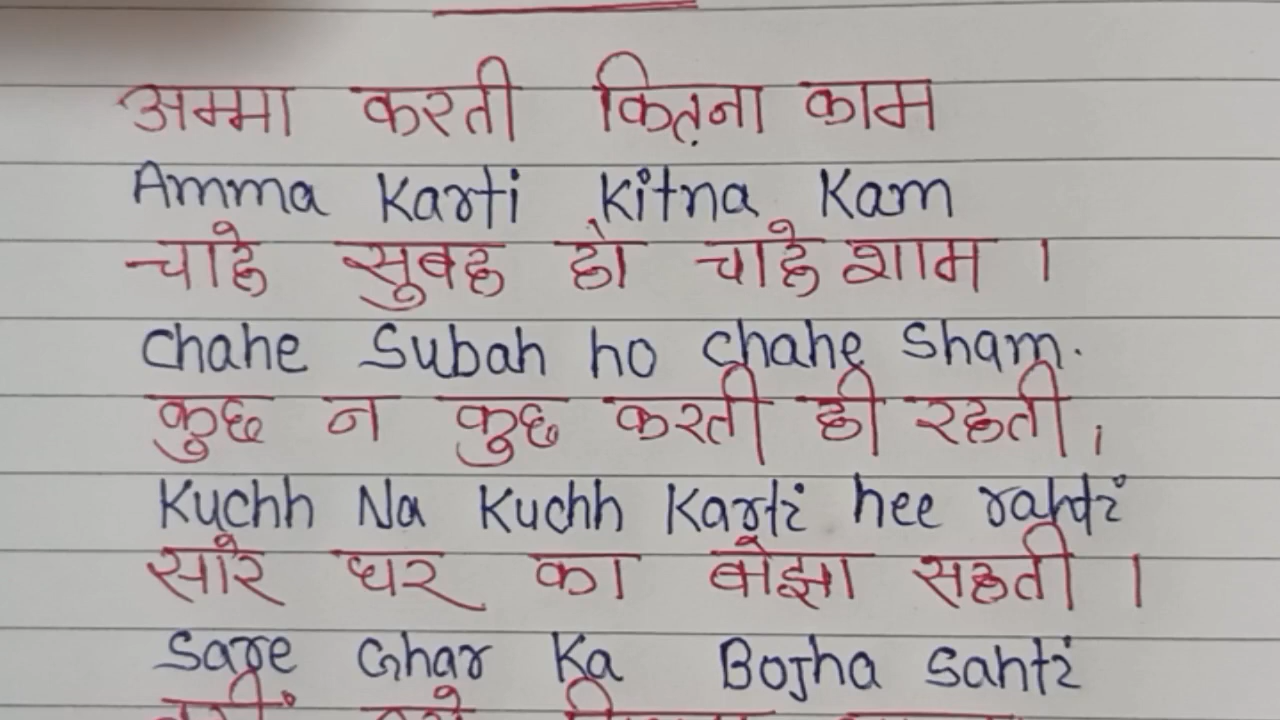 अम्मा करती कितना काम
Amma Karti Kitna Kam
चाहे सुबह हो चाहे शाम ।
Chahe Subah ho chahe Sham.
कुछ न कुछ करती ही रहती ।
Kuchh Na Kuchh Karti hee rahti
सारे घर का बोझा सहती ।
Sare Ghar Ka Bojha Sahti